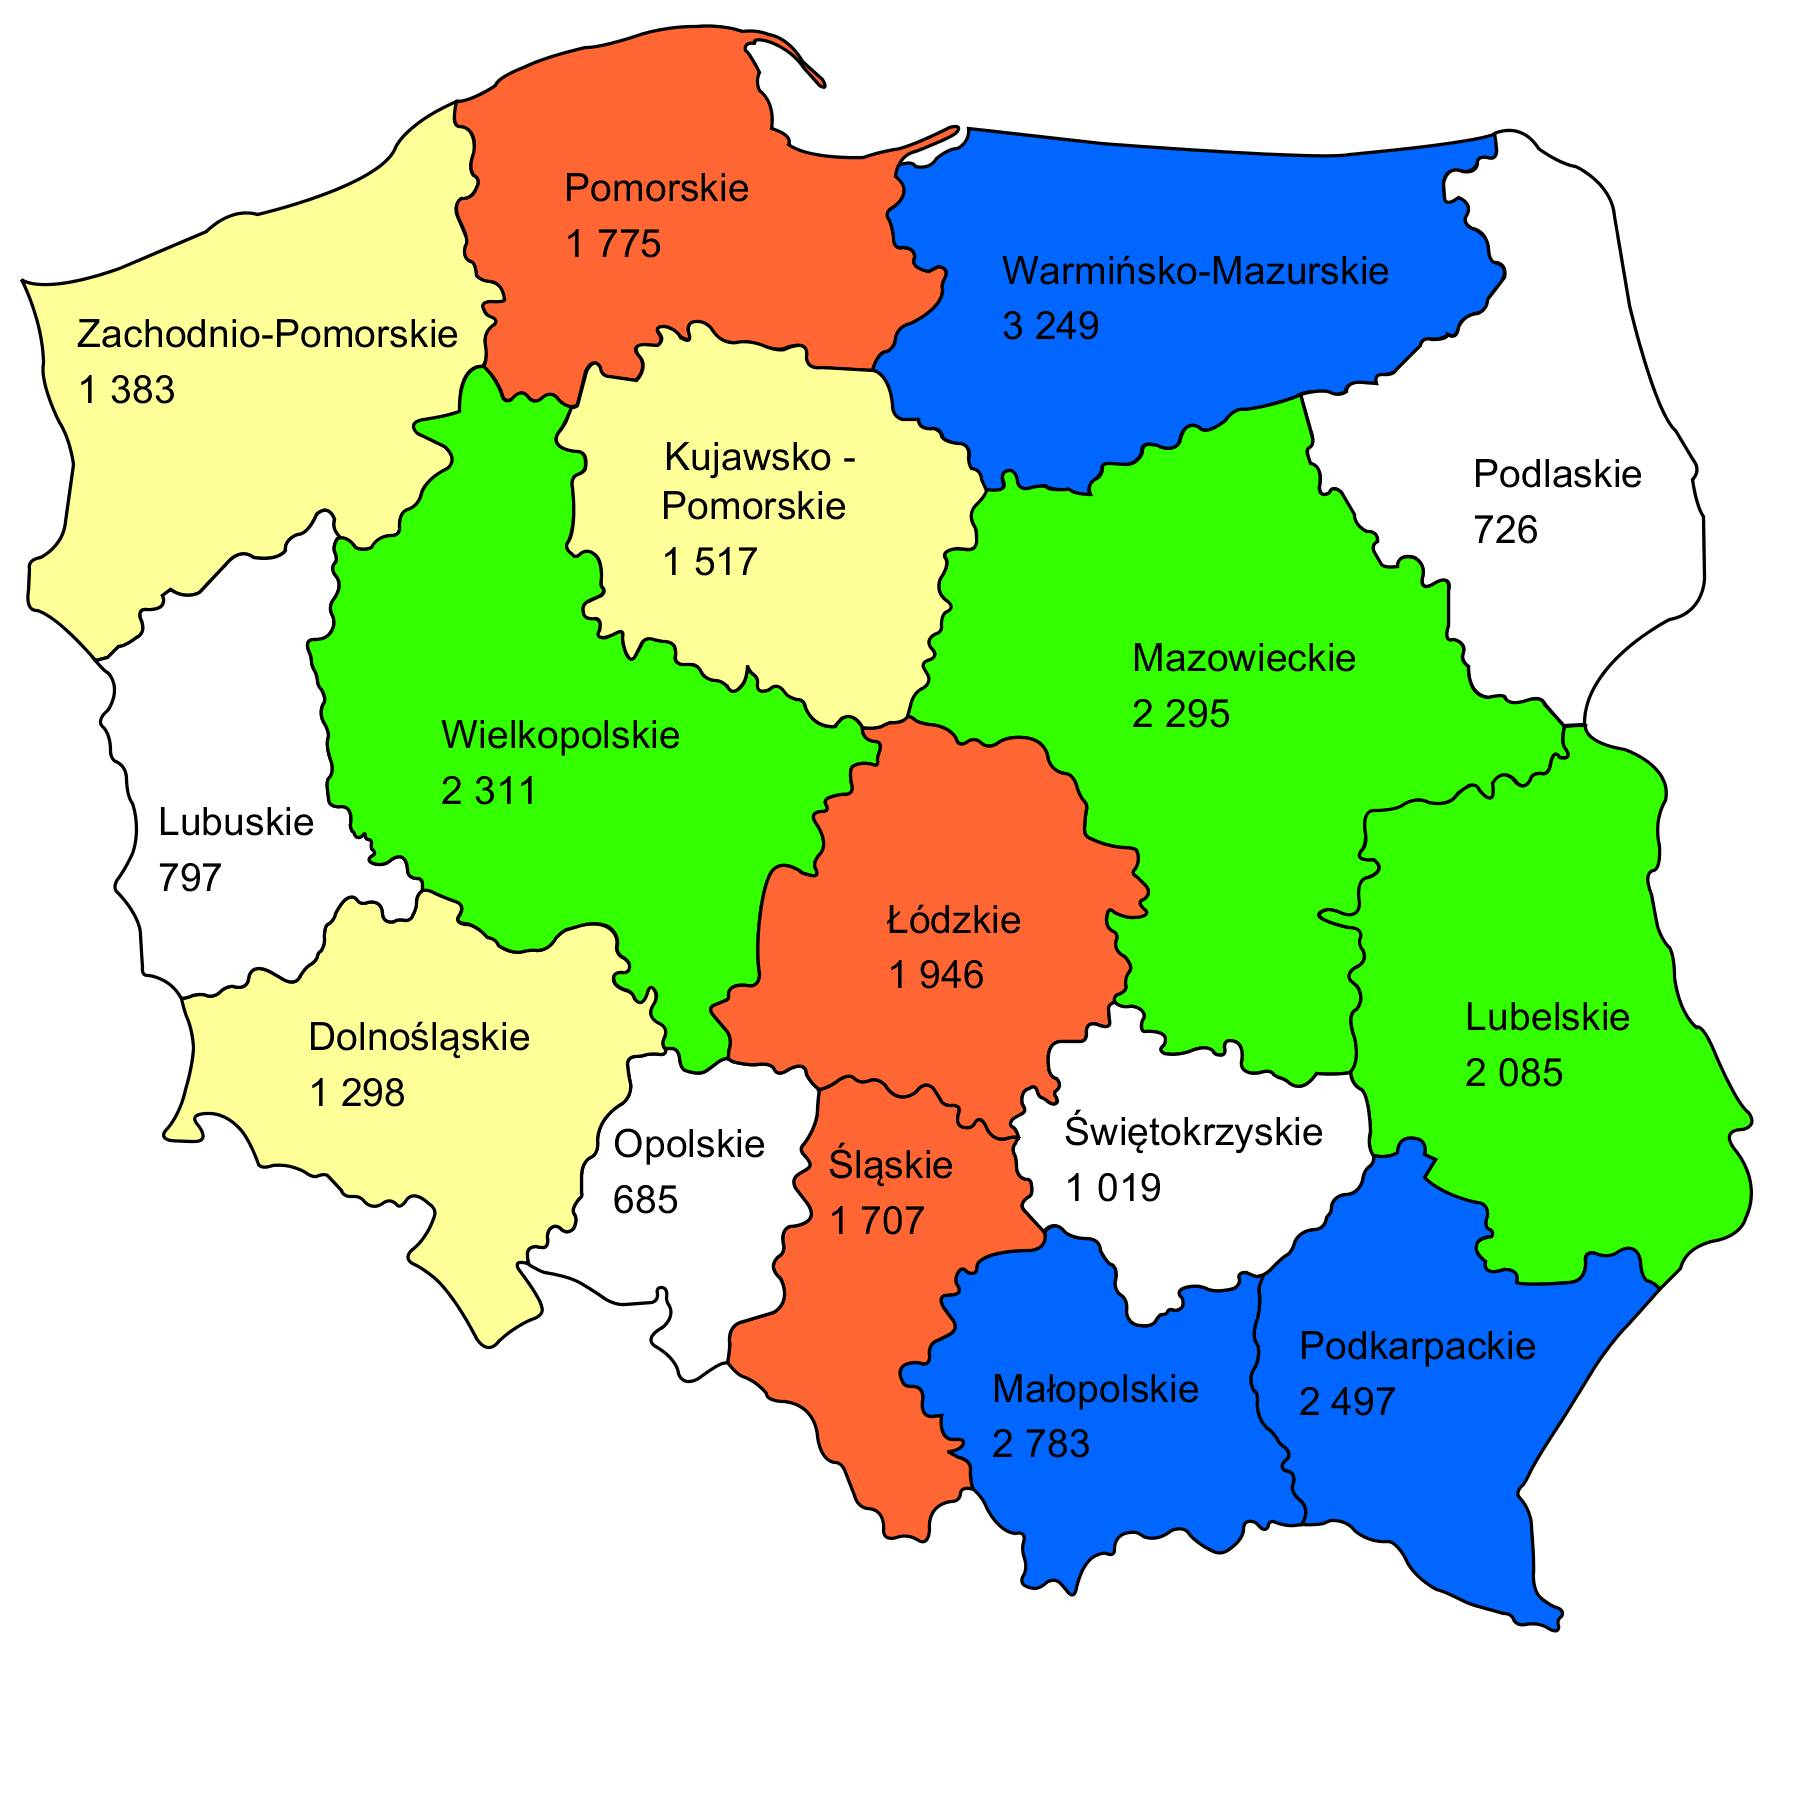 Pomorskie
1 775
Warmińsko-Mazurskie
3 249
Zachodnio-Pomorskie
1 383
Kujawsko -
Pomorskie
1 517
Podlaskie
726
Mazowieckie
2 295
Wielkopolskie
2 311
Lubuskie
797
Łódzkie
1 946
Lubelskie
2 085
Dolnośląskie
1 298
Opolskie
685
Śląskie
1 707
Świętokrzyskie
1 019
Małopolskie
2 783
Podkarpackie
2 497